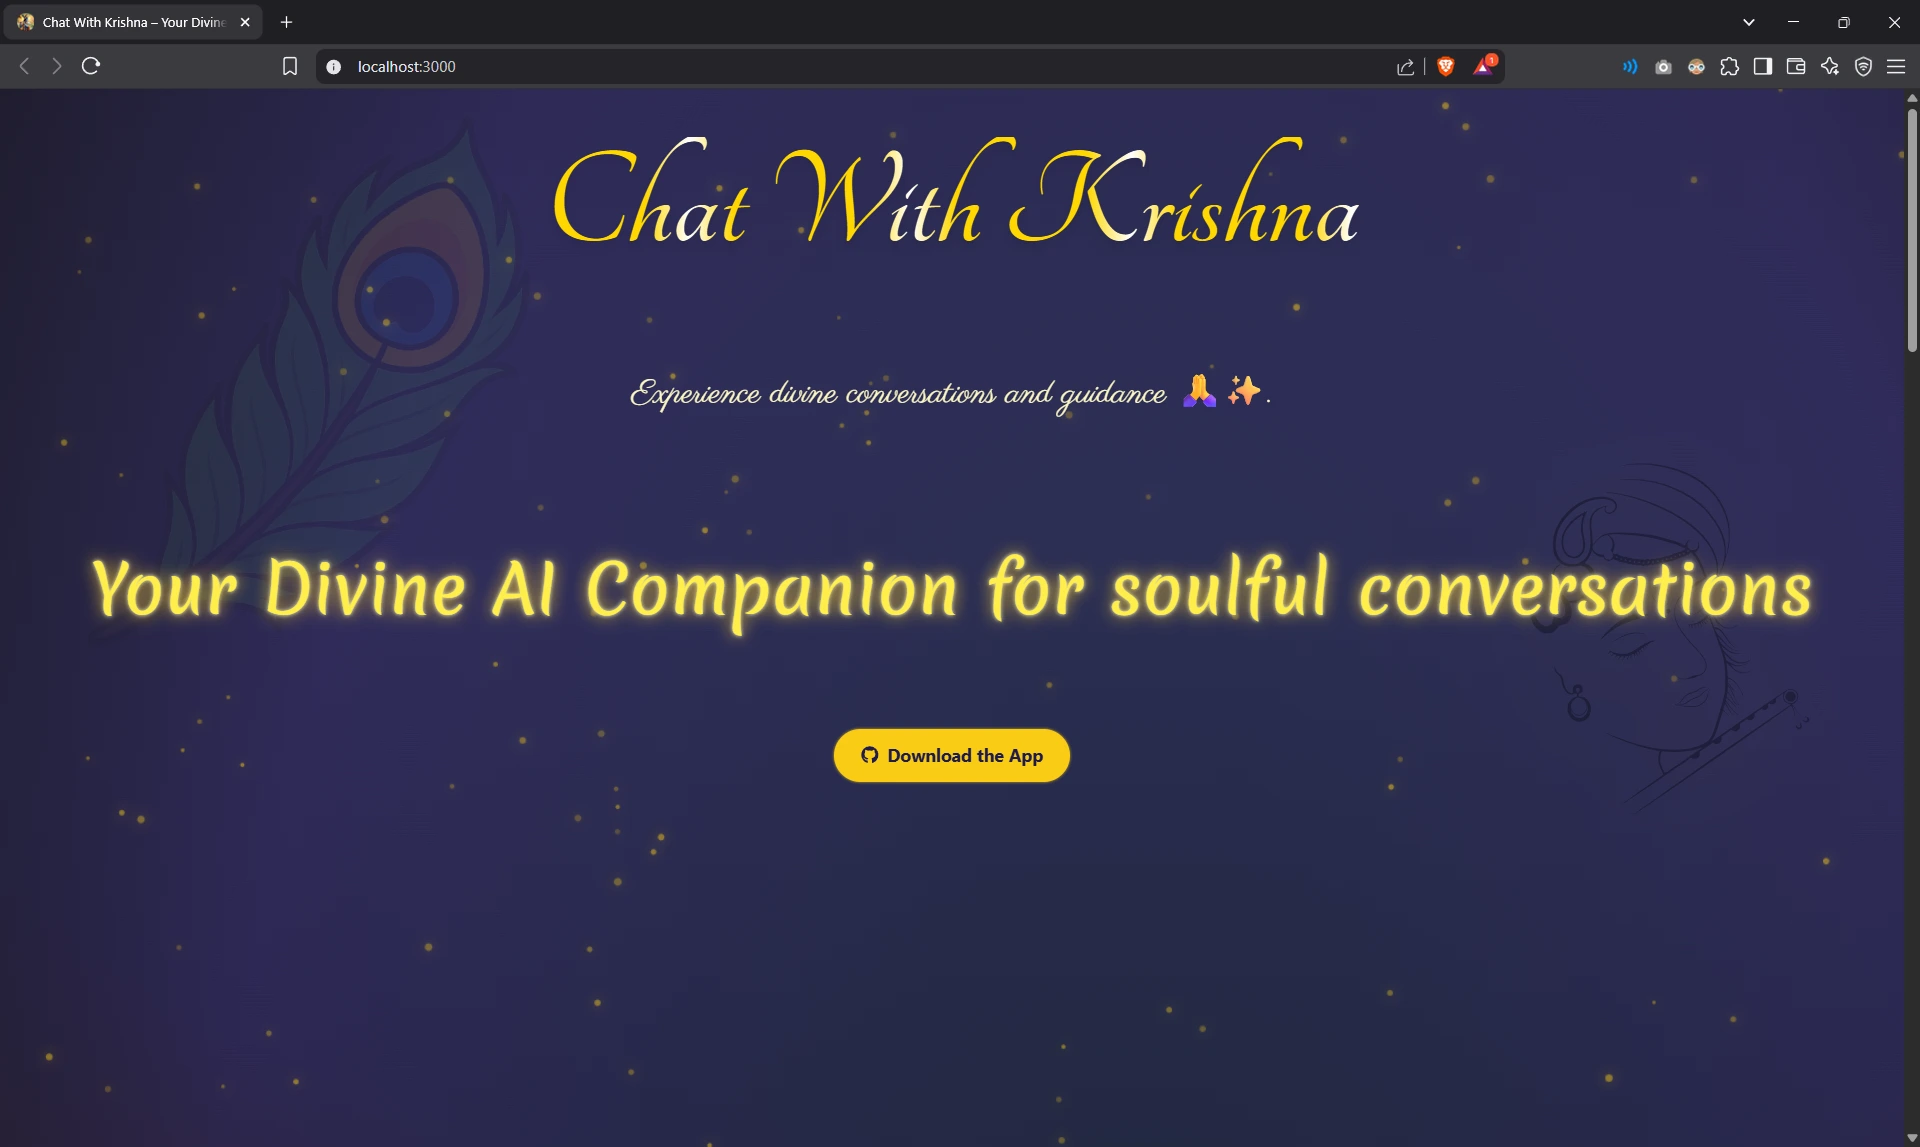 Chat With Krishna – Your Divine
localhost:3000
1
Chat With Krishna
Experience divine conversations and guidance 🙏 ✨.
Your Divine AI Companion for soulful conversations
Download the App